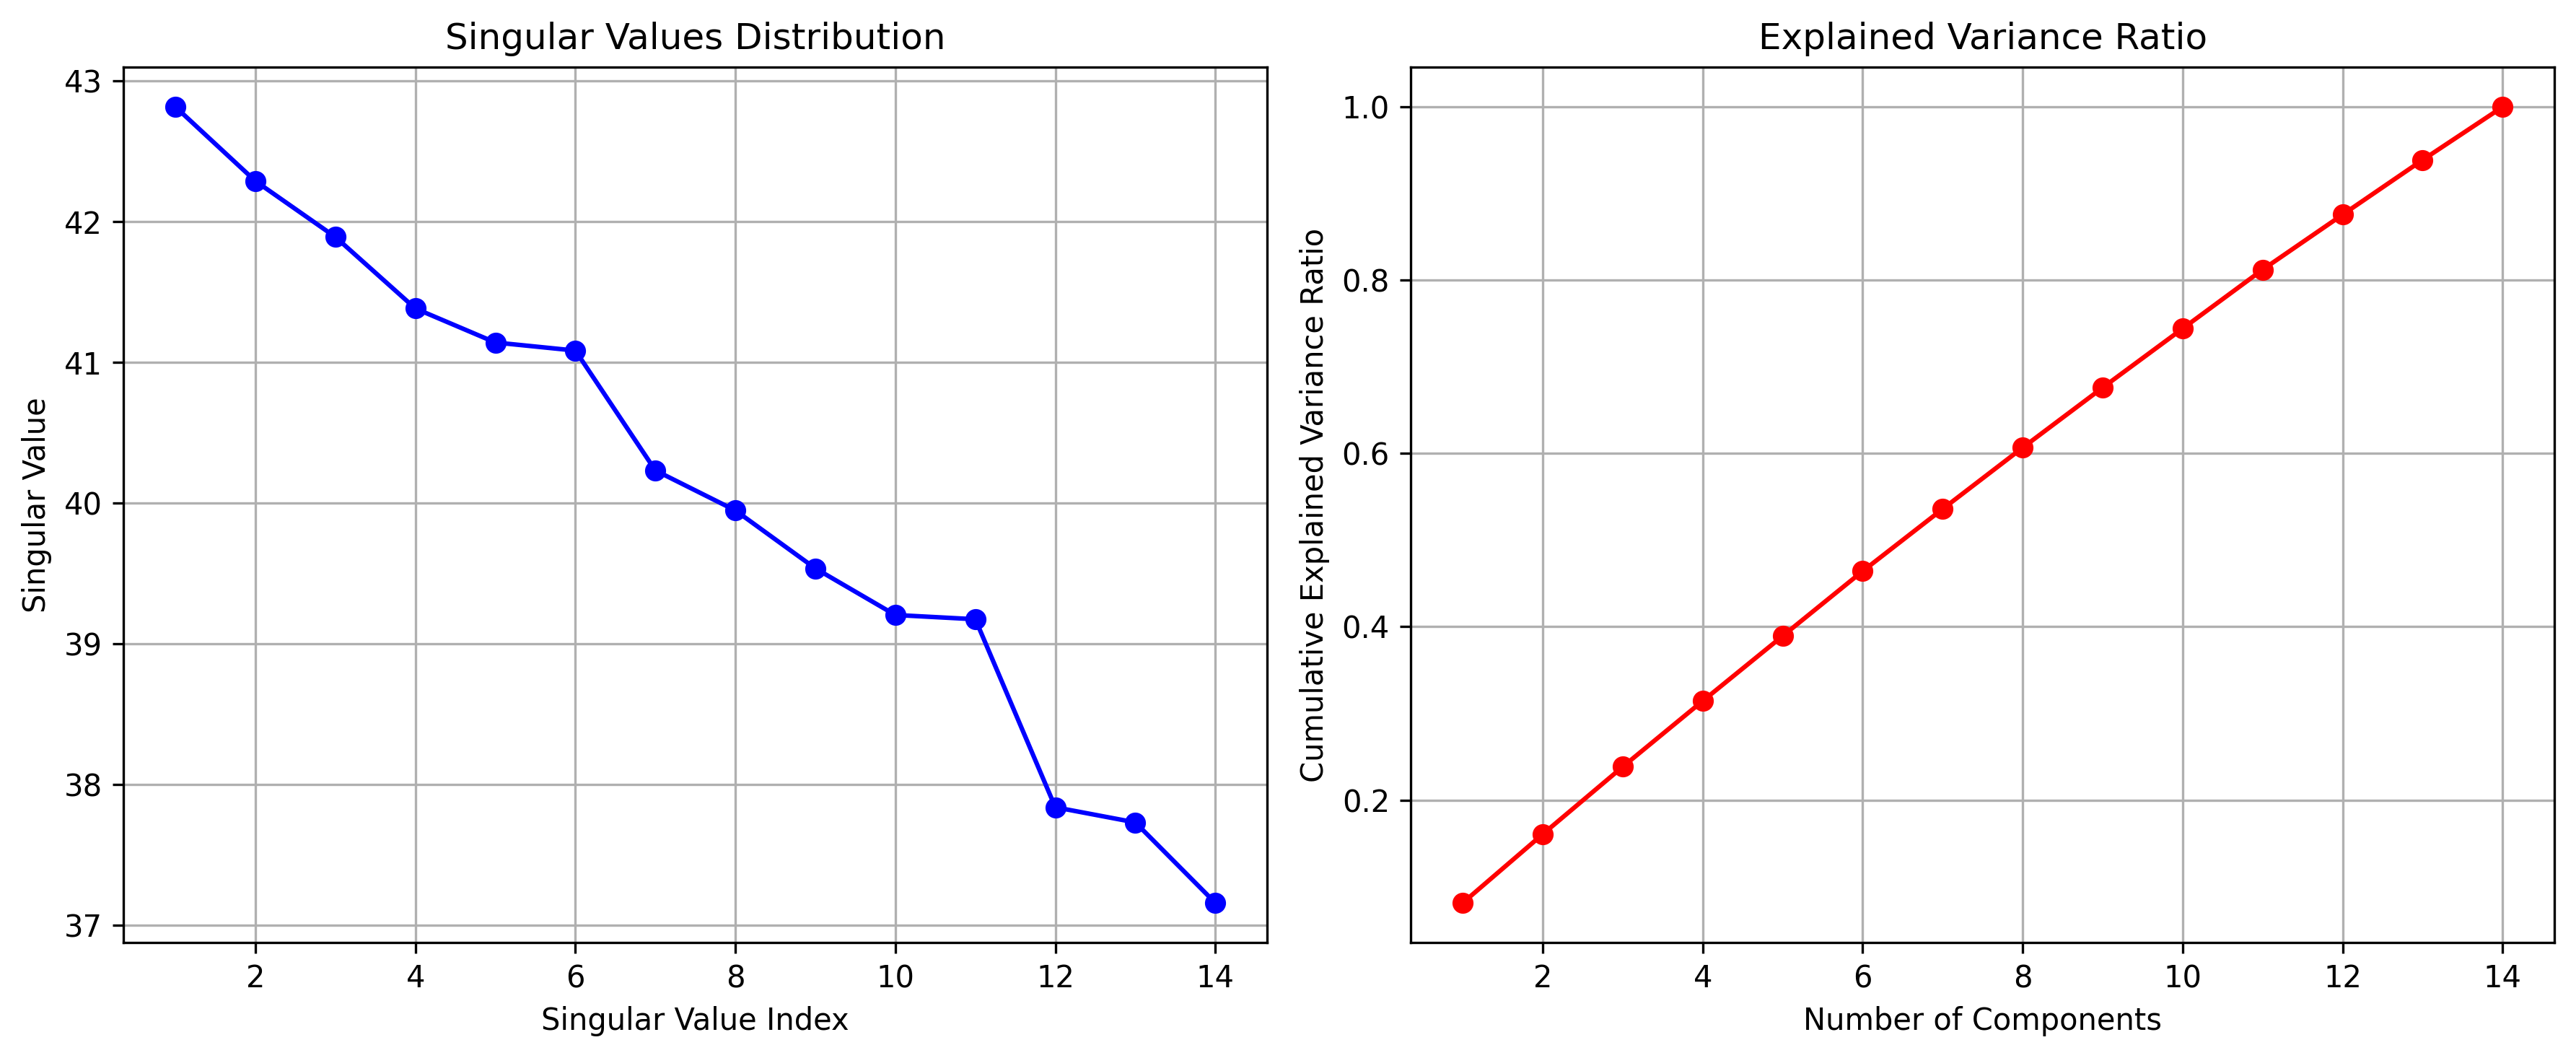 Singular Values Distribution
43
42
41
40
39
38
37
Singular Value
2 4 6 8 10 12 14
Singular Value Index
Explained Variance Ratio
1.0
0.8
0.6
0.4
0.2
Cumulative Explained Variance Ratio
2 4 6 8 10 12 14
Number of Components